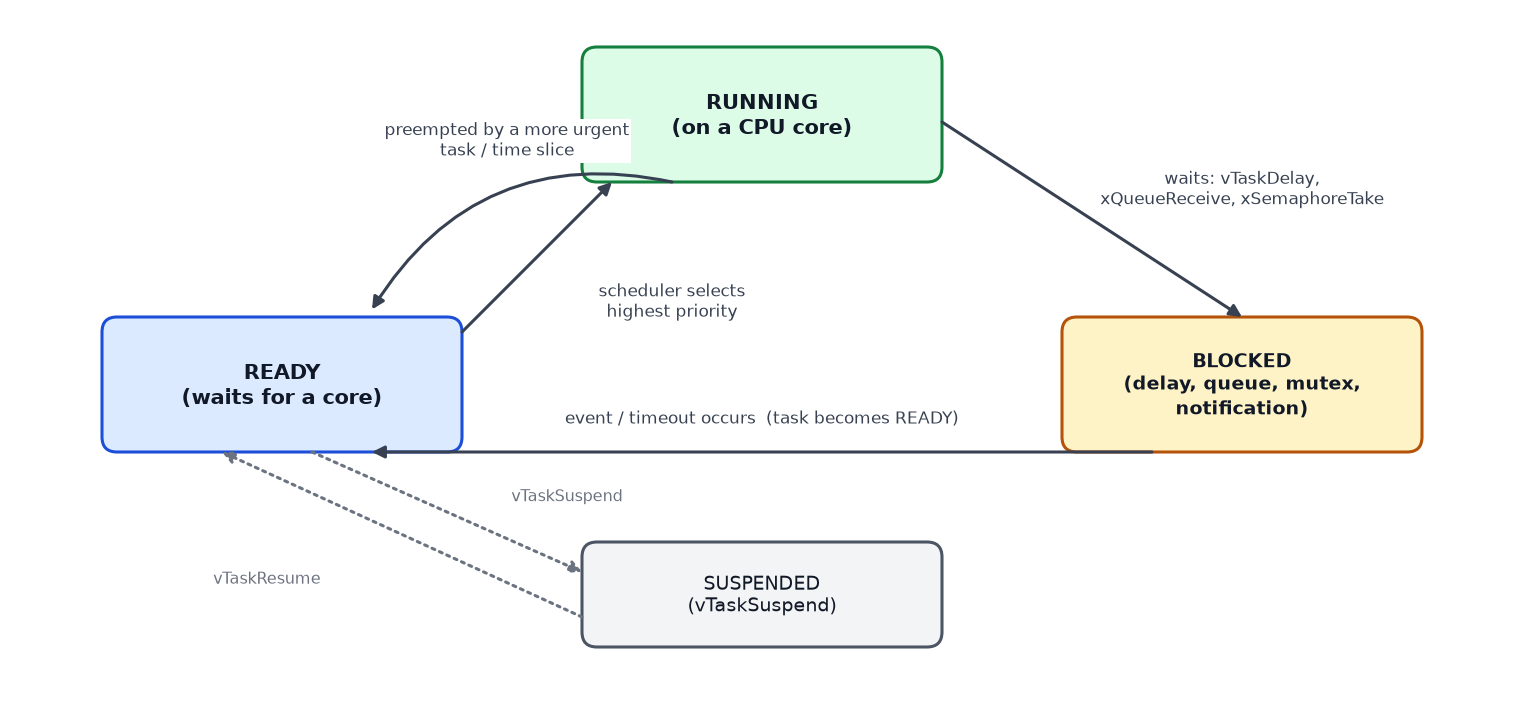 RUNNING
(on a CPU core)
preempted by a more urgent
task / time slice
waits: vTaskDelay,
xQueueReceive, xSemaphoreTake
scheduler selects
highest priority
READY
(waits for a core)
BLOCKED
(delay, queue, mutex,
notification)
event / timeout occurs  (task becomes READY)
vTaskSuspend
vTaskResume
SUSPENDED
(vTaskSuspend)